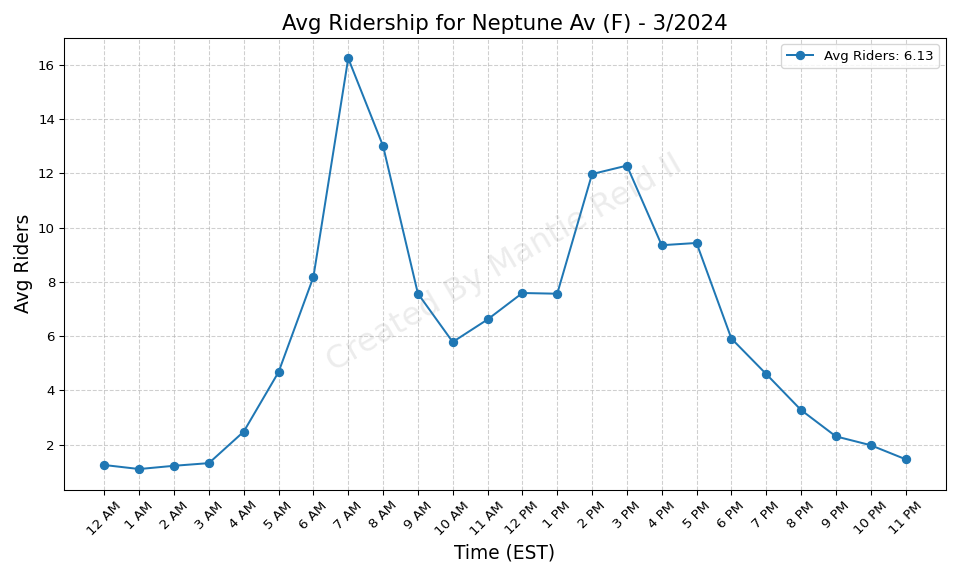 Avg Ridership for Neptune Av (F) - 3/2024
Avg Riders: 6.13
Avg Riders
16
14
12
10
8
6
4
2
Created By Mantle Reid II
12 AM
1 AM
2 AM
3 AM
4 AM
5 AM
6 AM
7 AM
8 AM
9 AM
10 AM
11 AM
12 PM
1 PM
2 PM
3 PM
4 PM
5 PM
6 PM
7 PM
8 PM
9 PM
10 PM
11 PM
Time (EST)